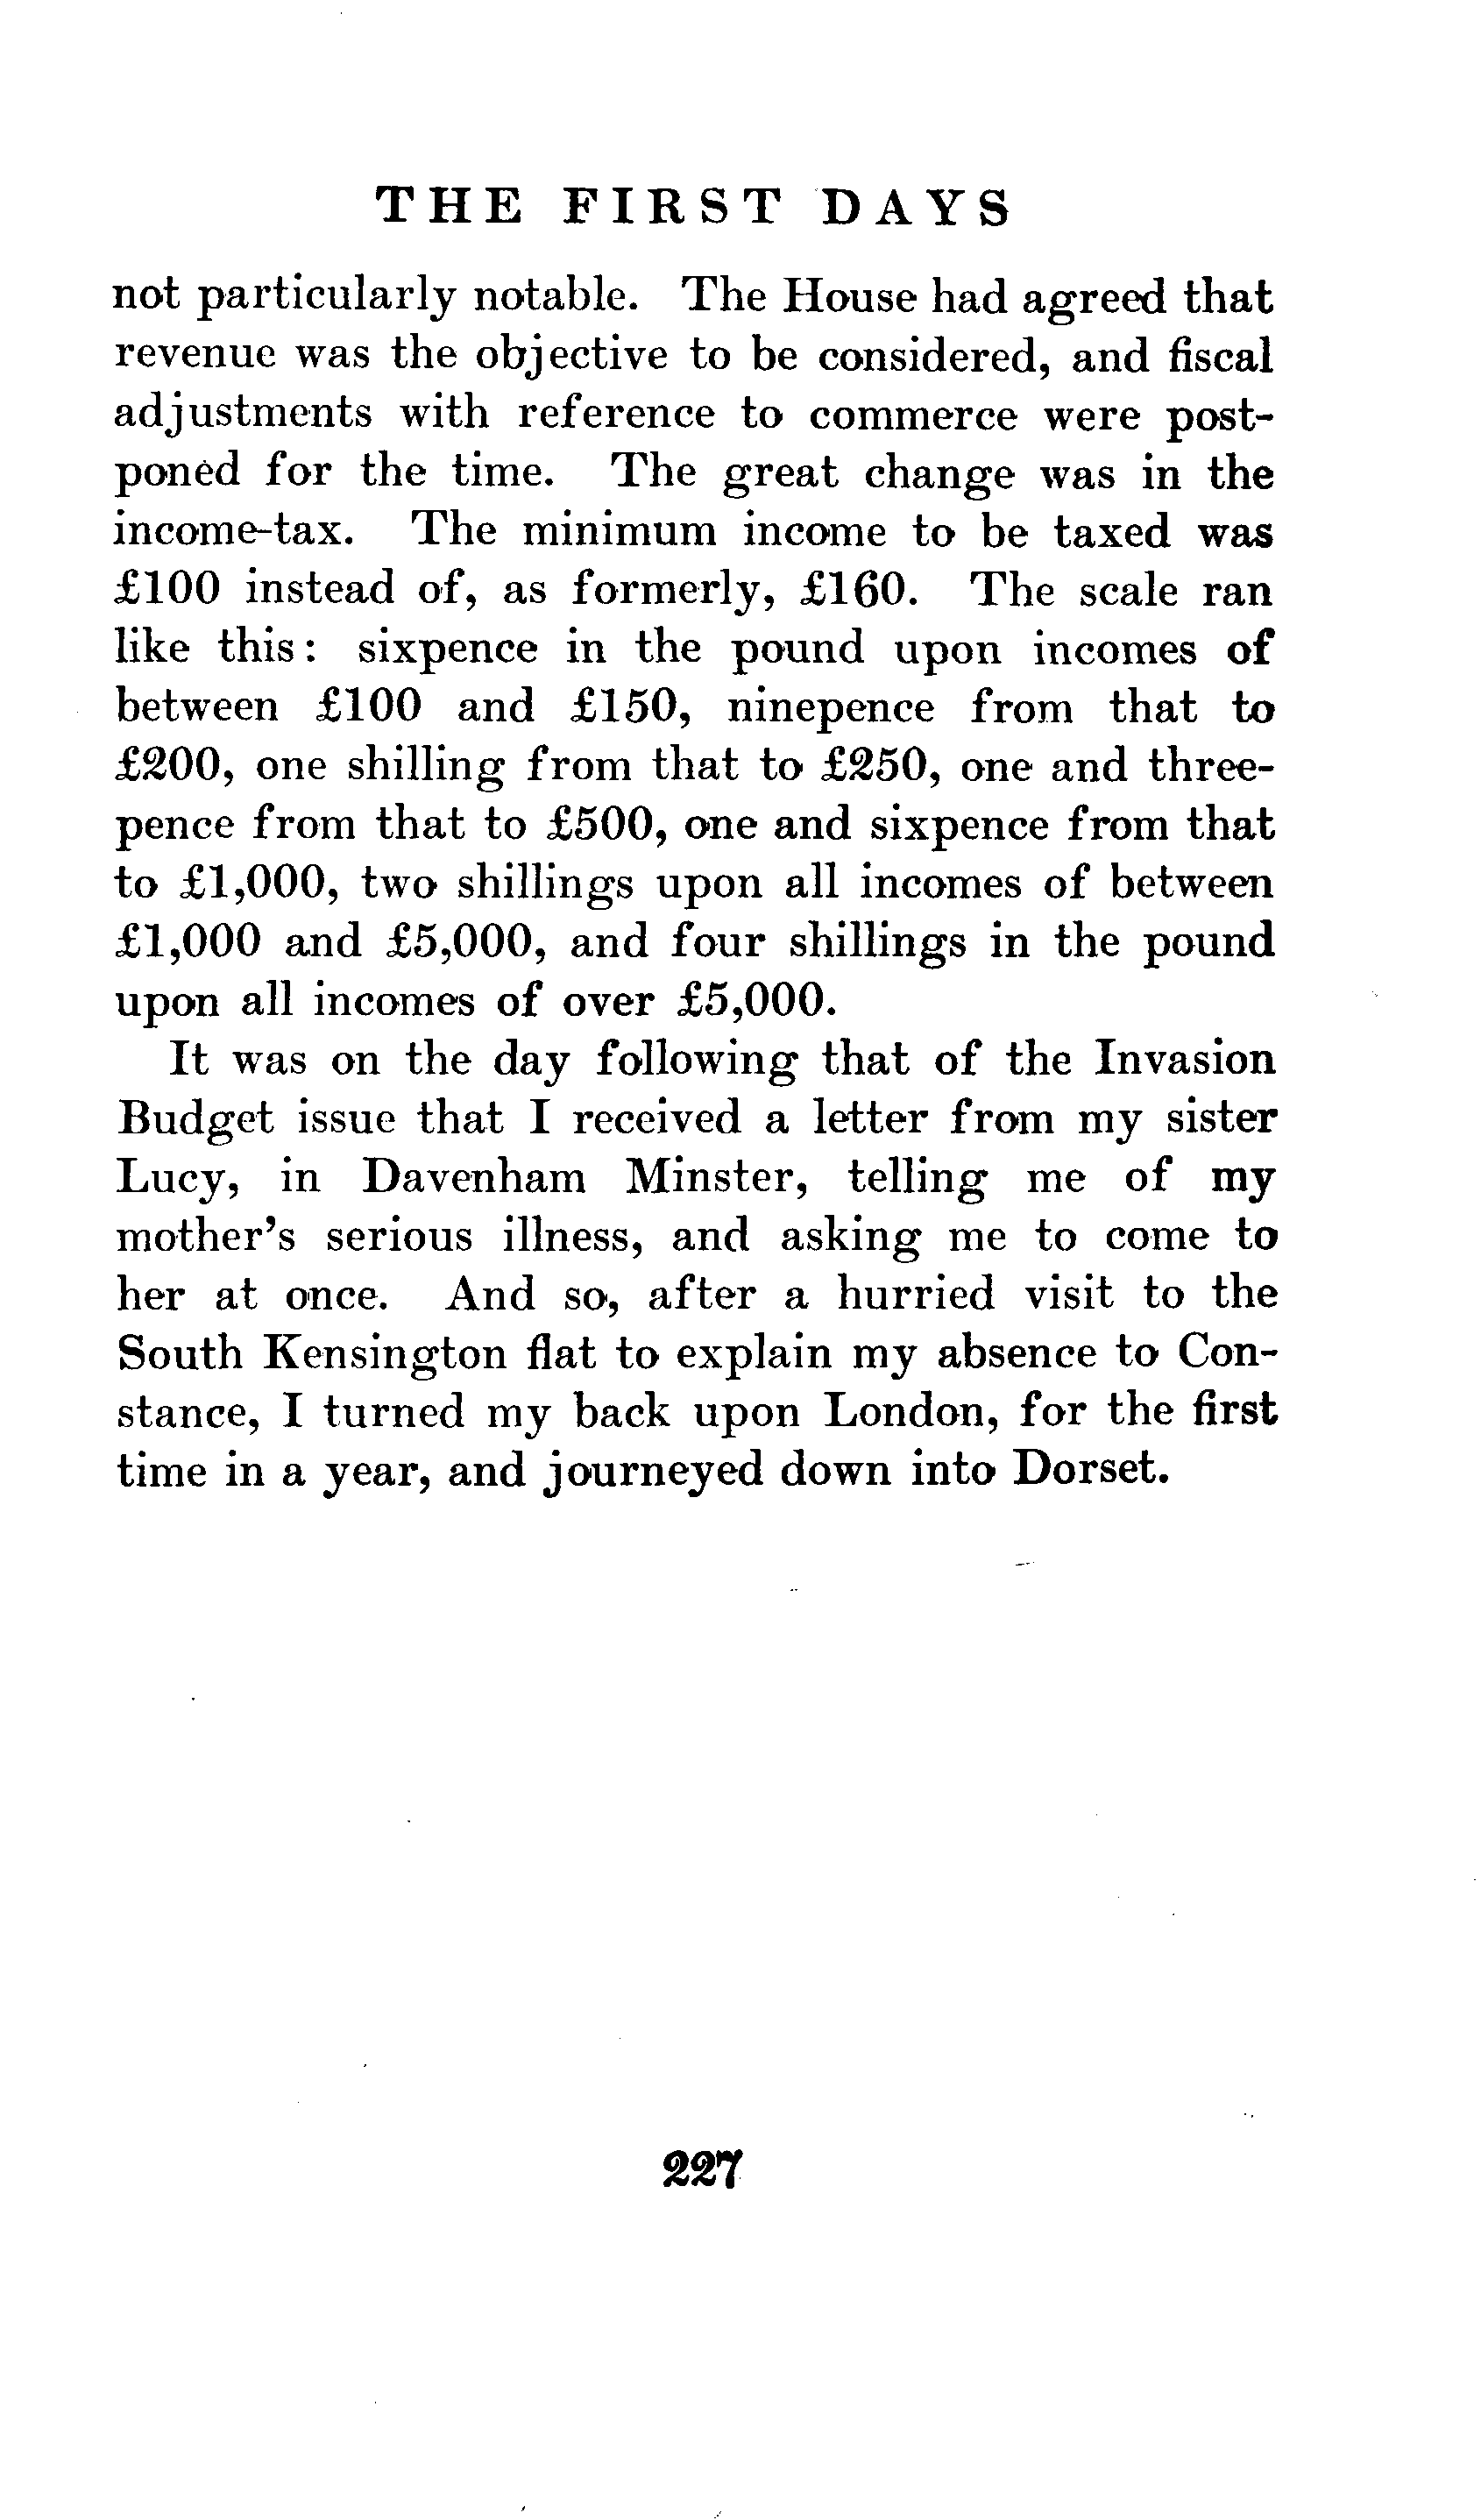 THE FIRST DAYS
not particularly notable. The House had agreed that
revenue was the objective to be considered, and fiscal
adjustments with reference to commerce were post-
poned for the time. The great change was in the
income-tax. The minimum income to be taxed was
£100 instead of, as formerly, £160. The scale ran
like this: sixpence in the pound upon incomes of
between £100 and £150, ninepence from that to
£200, one shilling from that to £250, one and three-
pence from that to £500, one and sixpence from that
to £1,000, two shillings upon all incomes of between
£1,000 and £5,000, and four shillings in the pound
upon all incomes of over £5,000.
It was on the day following that of the Invasion
Budget issue that I received a letter from my sister
Lucy, in Davenham Minster, telling me of my
mother's serious illness, and asking me to come to
her at once. And so, after a hurried visit to the
South Kensington flat to explain my absence to Con-
stance, I turned my back upon London, for the first
time in a year, and journeyed down into Dorset.
227